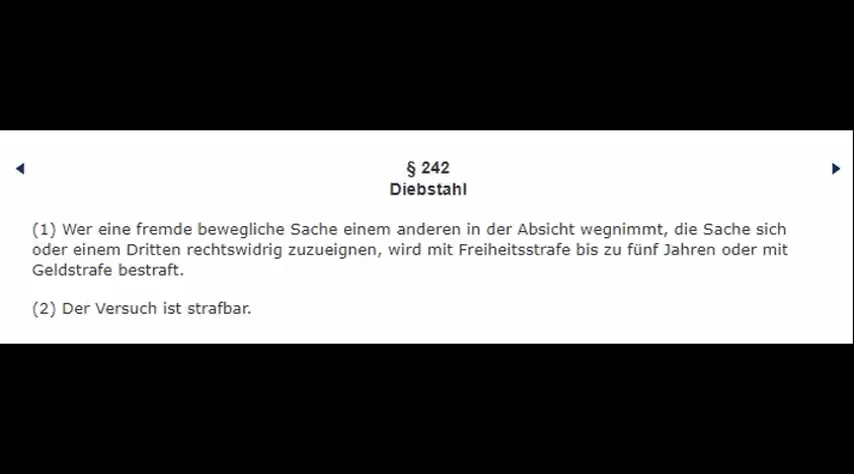 § 242
Diebstahl
(1) Wer eine fremde bewegliche Sache einem anderen in der Absicht wegnimmt, die Sache sich
oder einem Dritten rechtswidrig zuzueignen, wird mit Freiheitsstrafe bis zu fünf Jahren oder mit
Geldstrafe bestraft.
(2) Der Versuch ist strafbar.